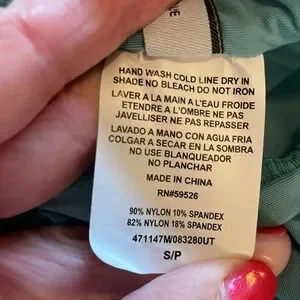 HAND WASH COLD LINE DRY IN
SHADE NO BLEACH DO NOT IRON
LAVER A LA MAIN A L'EAU FROIDE
ETENDRE A L'OMBRE NE PAS
JAVELLISER NE PAS REPASSER
LAVADO A MANO CON AGUA FRIA
COLGAR A SECAR EN LA SOMBRA
NO USE BLANQUEADOR
NO PLANCHAR
MADE IN CHINA
RN#59526
90% NYLON 10% SPANDEX
82% NYLON 18% SPANDEX
471147M/083280UT
S/P